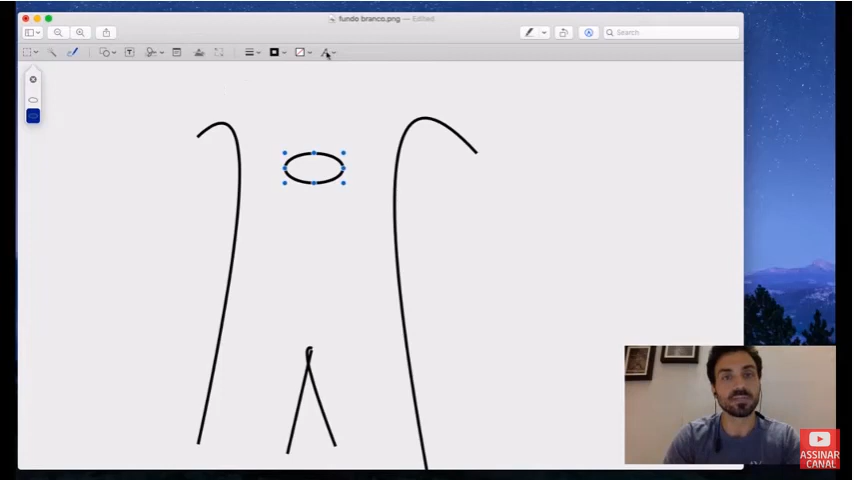 fundo branco.png — Edited
Search
ASSINAR
CANAL